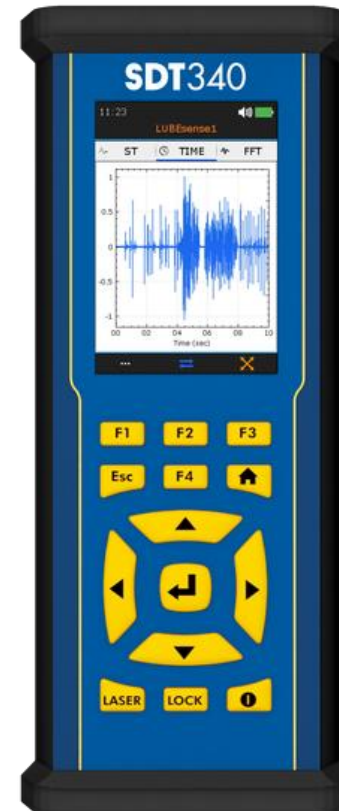 SDT340
11:23
LUBEsense1
ST TIME FFT
1
0.5
0
-0.5
-1
00 02 04 06 08 10
Time (sec)
...
F1 F2 F3
Esc F4
LASER LOCK